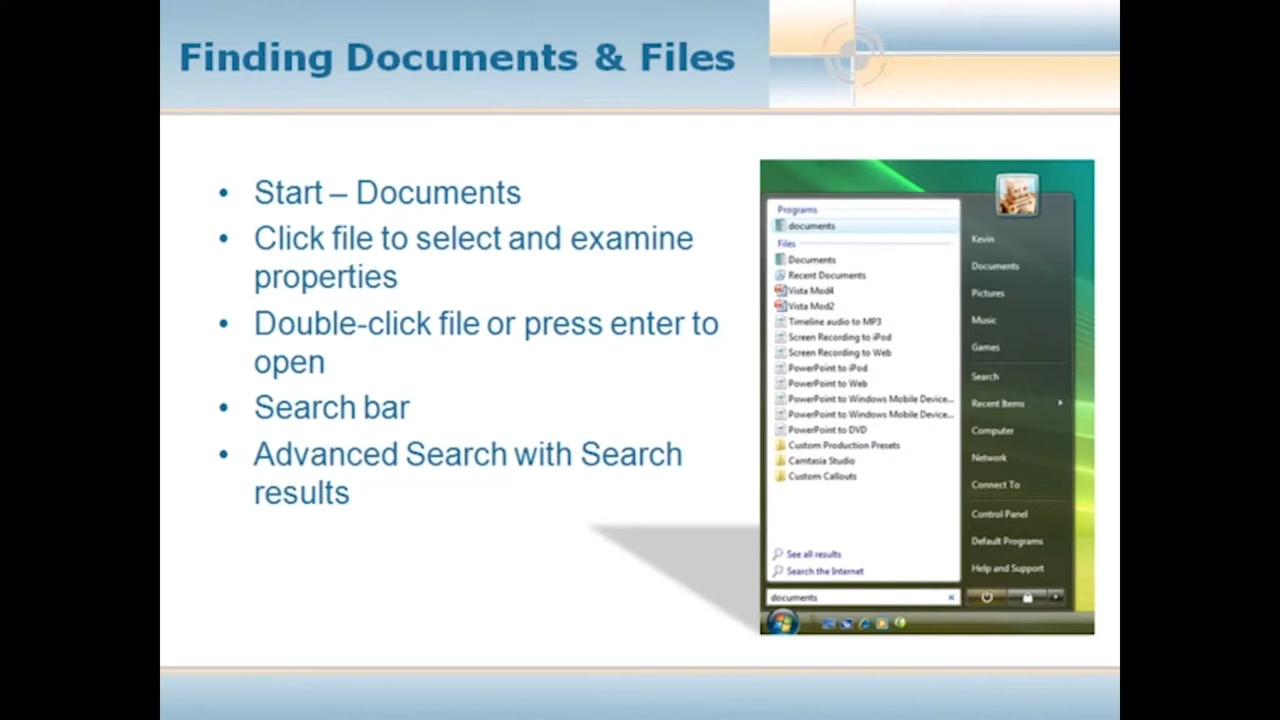 Finding Documents & Files
• Start – Documents
• Click file to select and examine
properties
• Double-click file or press enter to
open
• Search bar
• Advanced Search with Search
results
Programs
documents
Files
Documents
Recent Documents
Vista Mod4
Vista Mod2
Timeline audio to MP3
Screen Recording to iPod
Screen Recording to Web
PowerPoint to iPod
PowerPoint to Web
PowerPoint to Windows Mobile Device...
PowerPoint to Windows Mobile Device...
PowerPoint to DVD
Custom Production Presets
Camtasia Studio
Custom Callouts
See all results
Search the Internet
documents
Kevin
Documents
Pictures
Music
Games
Search
Recent Items
Computer
Network
Connect To
Control Panel
Default Programs
Help and Support